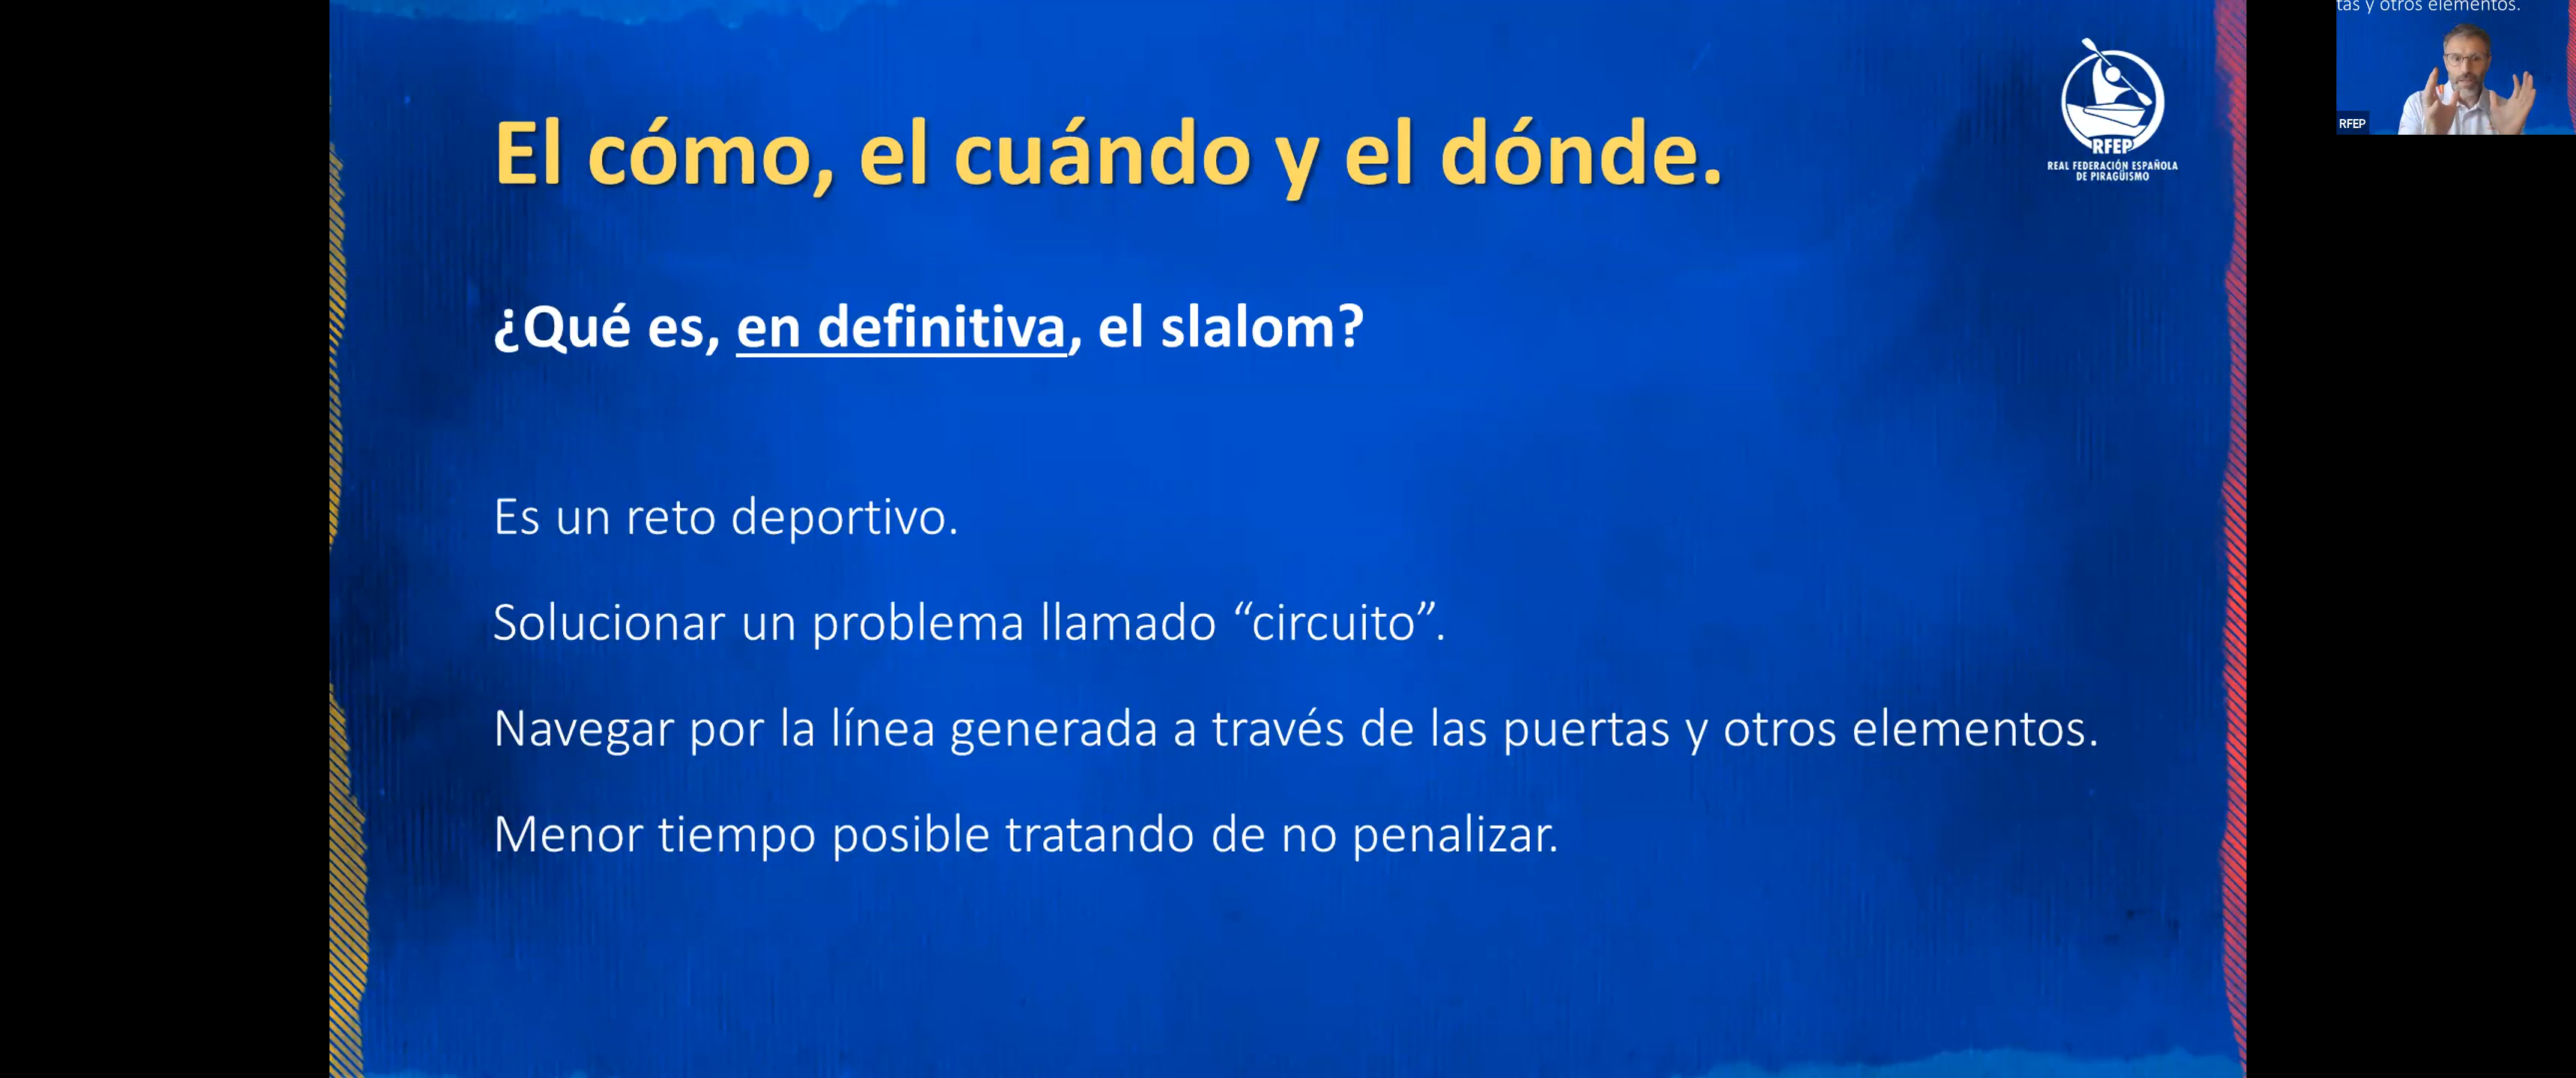 El cómo, el cuándo y el dónde.
RFEP
REAL FEDERACIÓN ESPAÑOLA
DE PIRAGÜISMO
¿Qué es, en definitiva, el slalom?
Es un reto deportivo.
Solucionar un problema llamado “circuito”.
Navegar por la línea generada a través de las puertas y otros elementos.
Menor tiempo posible tratando de no penalizar.
tas y otros elementos.
RFEP